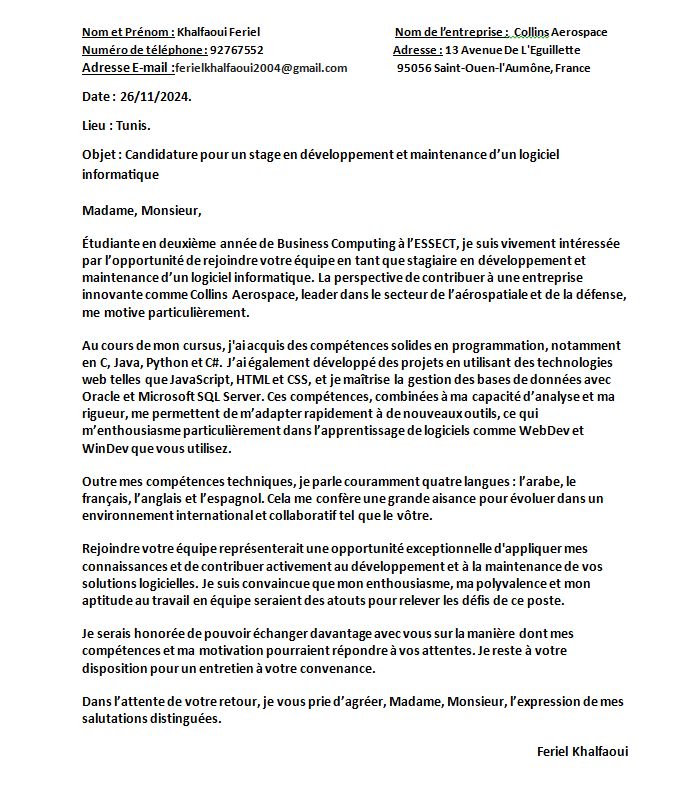 Nom et Prénom : Khalfaoui Feriel Nom de l’entreprise : Collins Aerospace
Numéro de téléphone : 92767552 Adresse : 13 Avenue De L'Eguillette
Adresse E-mail :ferielkhalfaoui2004@gmail.com 95056 Saint-Ouen-l'Aumône, France
Date : 26/11/2024.
Lieu : Tunis.
Objet : Candidature pour un stage en développement et maintenance d’un logiciel
informatique
Madame, Monsieur,
Étudiante en deuxième année de Business Computing à l’ESSECT, je suis vivement intéressée
par l’opportunité de rejoindre votre équipe en tant que stagiaire en développement et
maintenance d’un logiciel informatique. La perspective de contribuer à une entreprise
innovante comme Collins Aerospace, leader dans le secteur de l’aérospatiale et de la défense,
me motive particulièrement.
Au cours de mon cursus, j'ai acquis des compétences solides en programmation, notamment
en C, Java, Python et C#. J’ai également développé des projets en utilisant des technologies
web telles que JavaScript, HTML et CSS, et je maîtrise la gestion des bases de données avec
Oracle et Microsoft SQL Server. Ces compétences, combinées à ma capacité d’analyse et ma
rigueur, me permettent de m’adapter rapidement à de nouveaux outils, ce qui
m’enthousiasme particulièrement dans l’apprentissage de logiciels comme WebDev et
WinDev que vous utilisez.
Outre mes compétences techniques, je parle couramment quatre langues : l’arabe, le
français, l’anglais et l’espagnol. Cela me confère une grande aisance pour évoluer dans un
environnement international et collaboratif tel que le vôtre.
Rejoindre votre équipe représenterait une opportunité exceptionnelle d'appliquer mes
connaissances et de contribuer activement au développement et à la maintenance de vos
solutions logicielles. Je suis convaincue que mon enthousiasme, ma polyvalence et mon
aptitude au travail en équipe seraient des atouts pour relever les défis de ce poste.
Je serais honorée de pouvoir échanger davantage avec vous sur la manière dont mes
compétences et ma motivation pourraient répondre à vos attentes. Je reste à votre
disposition pour un entretien à votre convenance.
Dans l’attente de votre retour, je vous prie d’agréer, Madame, Monsieur, l’expression de mes
salutations distinguées.
Feriel Khalfaoui